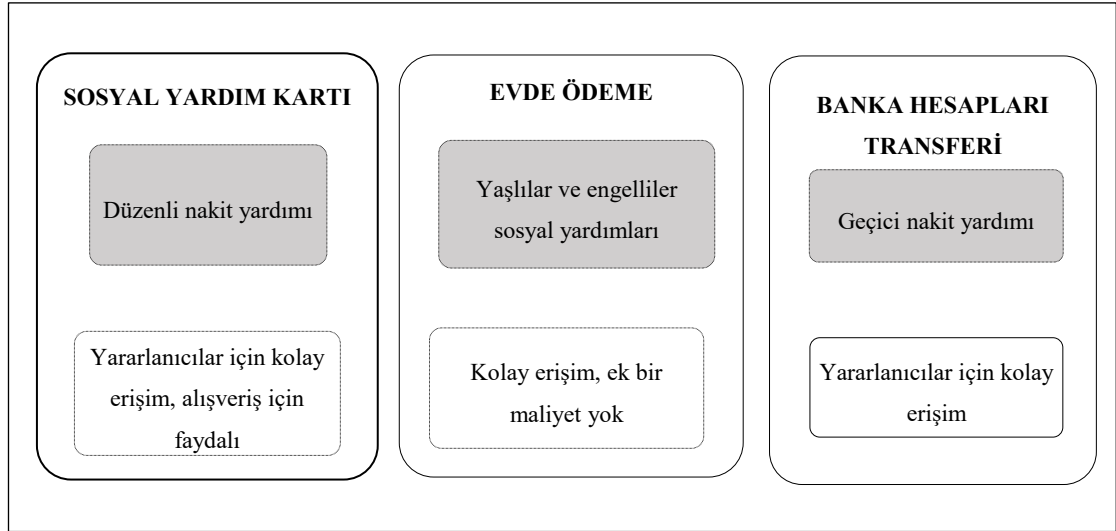 SOSYAL YARDIM KARTI
Düzenli nakit yardımı
Yararlanıcılar için kolay
erişim, alışveriş için
faydalı
EVDE ÖDEME
Yaşlılar ve engelliler
sosyal yardımları
Kolay erişim, ek bir
maliyet yok
BANKA HESAPLARI
TRANSFERİ
Geçici nakit yardımı
Yararlanıcılar için kolay
erişim